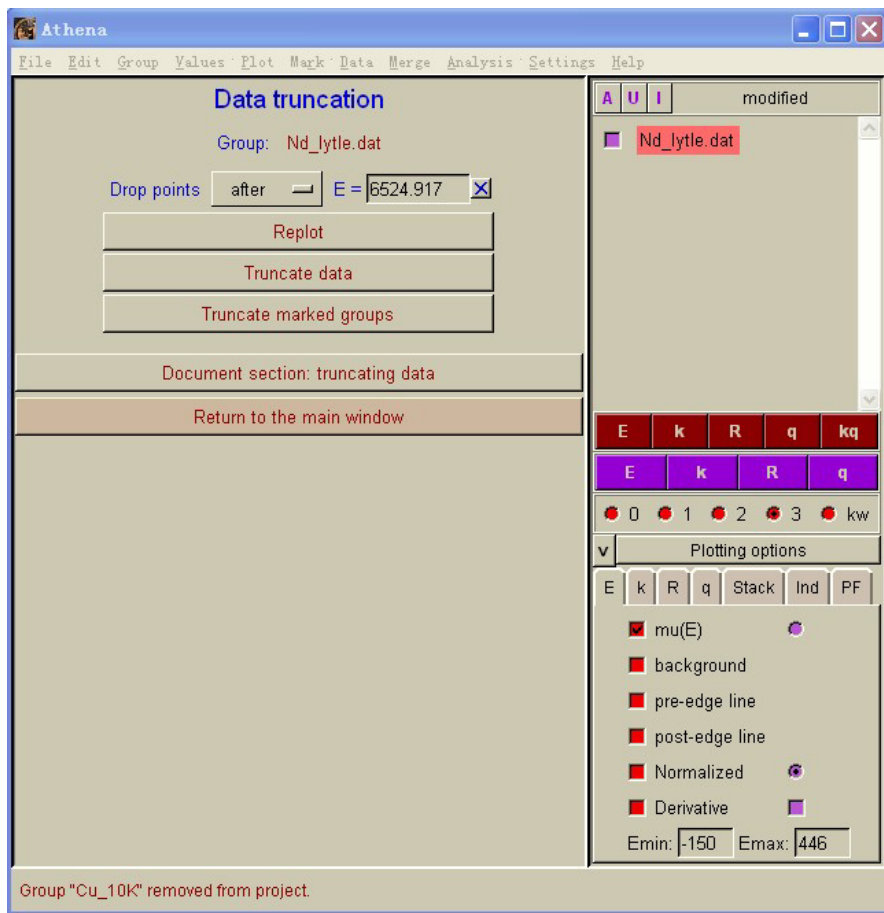 Athena
File Edit Group Values Plot Mark Data Merge Analysis Settings Help
Data truncation
Group: Nd_lytle.dat
Drop points after E = 6524.917
Replot
Truncate data
Truncate marked groups
Document section: truncating data
Return to the main window
A U I modified
Nd_lytle.dat
E k R q kq
E k R q
0 1 2 3 kw
v Plotting options
E k R q Stack Ind PF
mu(E)
background
pre-edge line
post-edge line
Normalized
Derivative
Emin: -150 Emax: 446
Group "Cu_10K" removed from project.